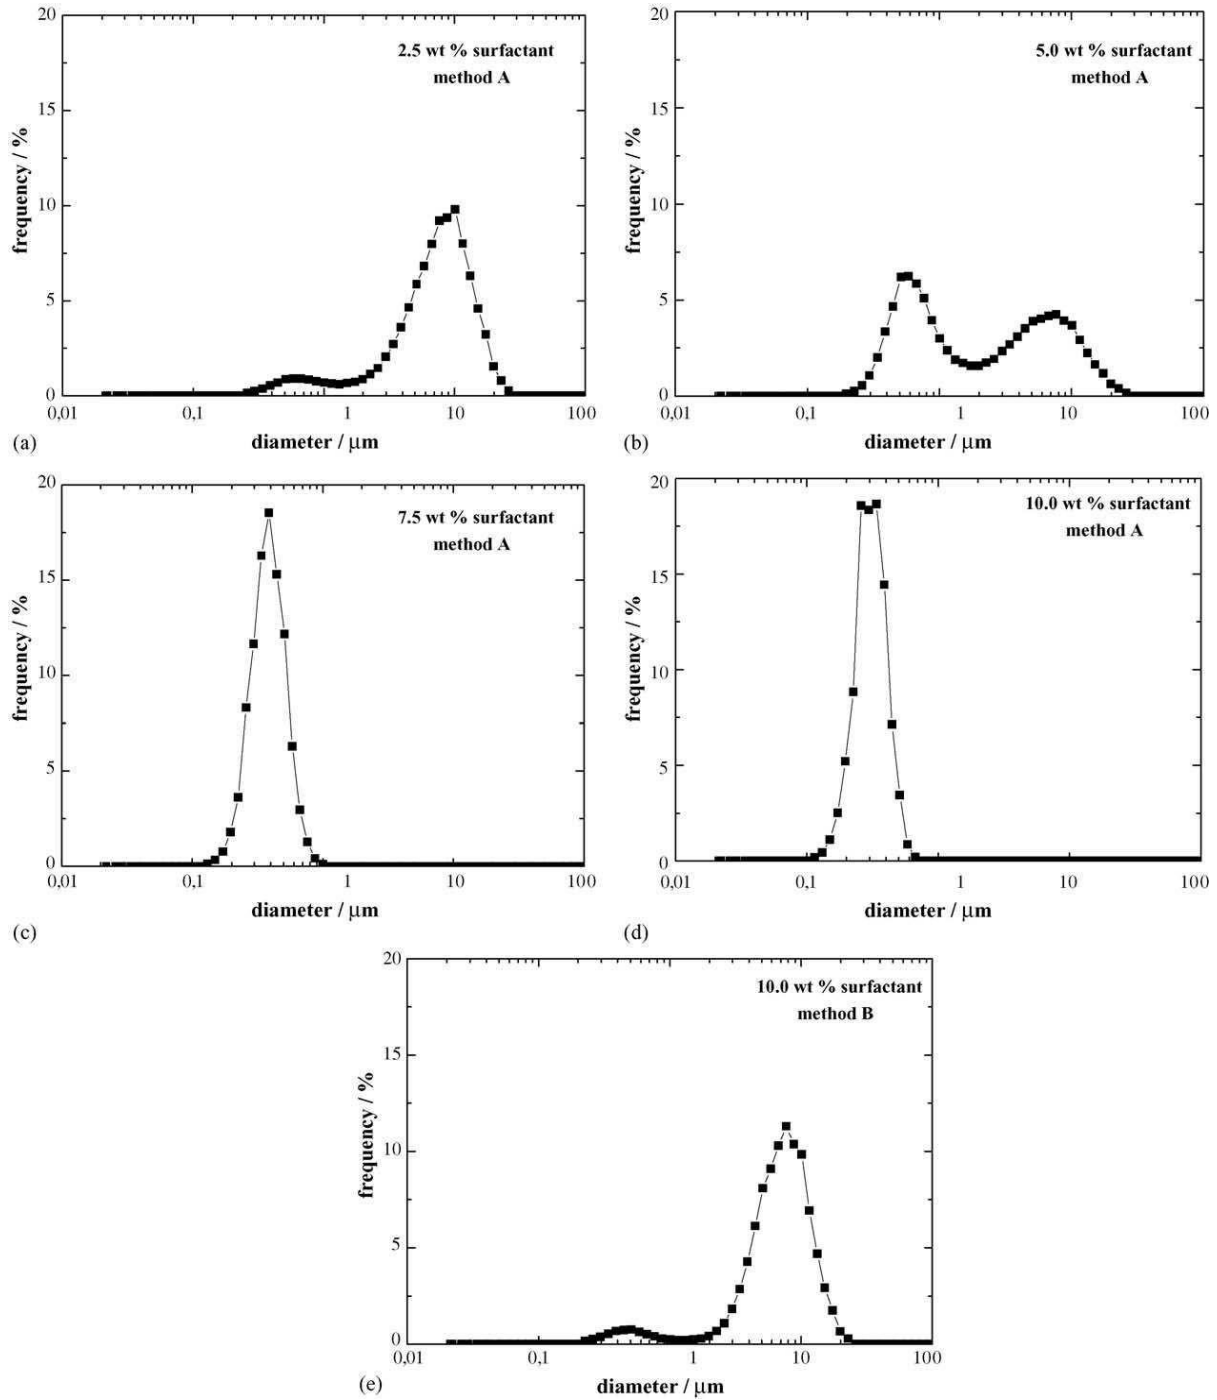 20
15
10
5
0
frequency / %
2.5 wt % surfactant
method A
0,01
0,1
1
10
100
diameter / μm
(a)
20
15
10
5
0
frequency / %
5.0 wt % surfactant
method A
0,01
0,1
1
10
100
diameter / μm
(b)
20
15
10
5
0
frequency / %
7.5 wt % surfactant
method A
0,01
0,1
1
10
100
diameter / μm
(c)
20
15
10
5
0
frequency / %
10.0 wt % surfactant
method A
0,01
0,1
1
10
100
diameter / μm
(d)
20
15
10
5
0
frequency / %
10.0 wt % surfactant
method B
0,01
0,1
1
10
100
diameter / μm
(e)